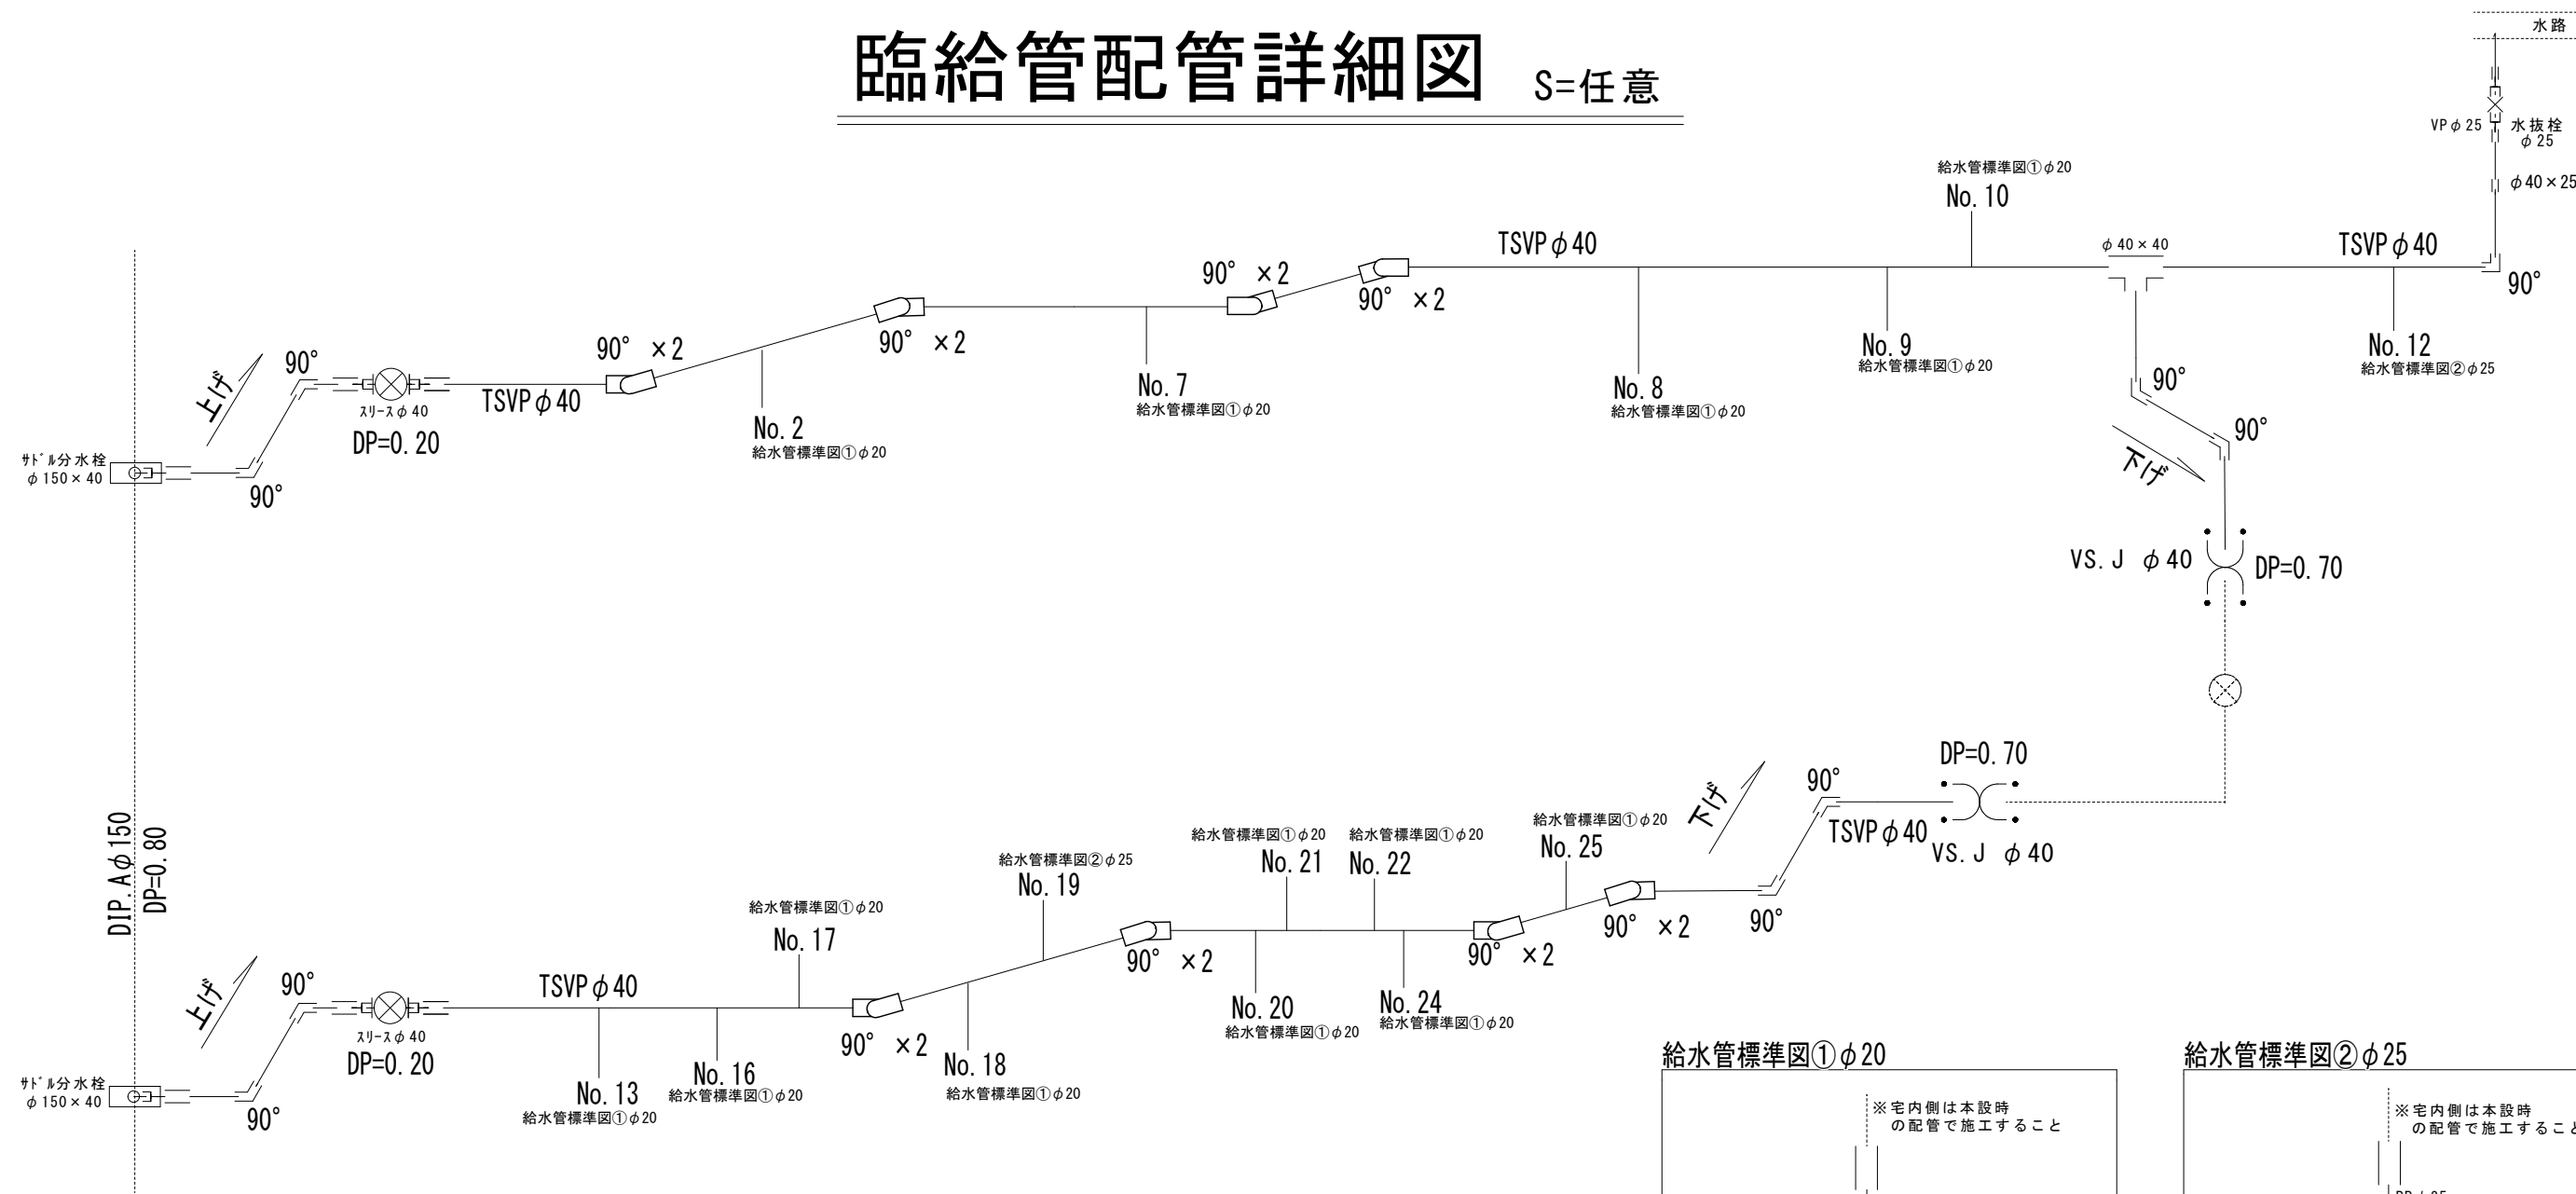 臨給管配管詳細図 S=任意
水路
VPφ25 水抜栓
φ25
φ40×25
給水管標準図①φ20
No. 10
TSVPφ40
φ40×40
TSVPφ40
90°
90° ×2
90° ×2
90° ×2
90° ×2
No. 9
給水管標準図①φ20
No. 12
給水管標準図②φ25
No. 7
給水管標準図①φ20
No. 8
給水管標準図①φ20
上げ
90°
ｽﾘｰｽφ40
DP=0.20
TSVPφ40
No. 2
給水管標準図①φ20
ｻﾄﾞﾙ分水栓
φ150×40
90°
90°
90°
下げ
VS.J φ40
DP=0.70
DP=0.70
VS.J φ40
下げ
90°
TSVPφ40
90°
給水管標準図①φ20
No. 25
給水管標準図①φ20
No. 21
給水管標準図①φ20
No. 22
給水管標準図②φ25
No. 19
給水管標準図①φ20
No. 17
DIP.Aφ150
DP=0.80
90° ×2
90° ×2
90° ×2
90° ×2
No. 20
給水管標準図①φ20
No. 24
給水管標準図①φ20
上げ
90°
TSVPφ40
ｽﾘｰｽφ40
DP=0.20
No. 13
給水管標準図①φ20
No. 16
給水管標準図①φ20
No. 18
給水管標準図①φ20
ｻﾄﾞﾙ分水栓
φ150×40
90°
給水管標準図①φ20
※宅内側は本設時
の配管で施工すること
給水管標準図②φ25
※宅内側は本設時
の配管で施工すること